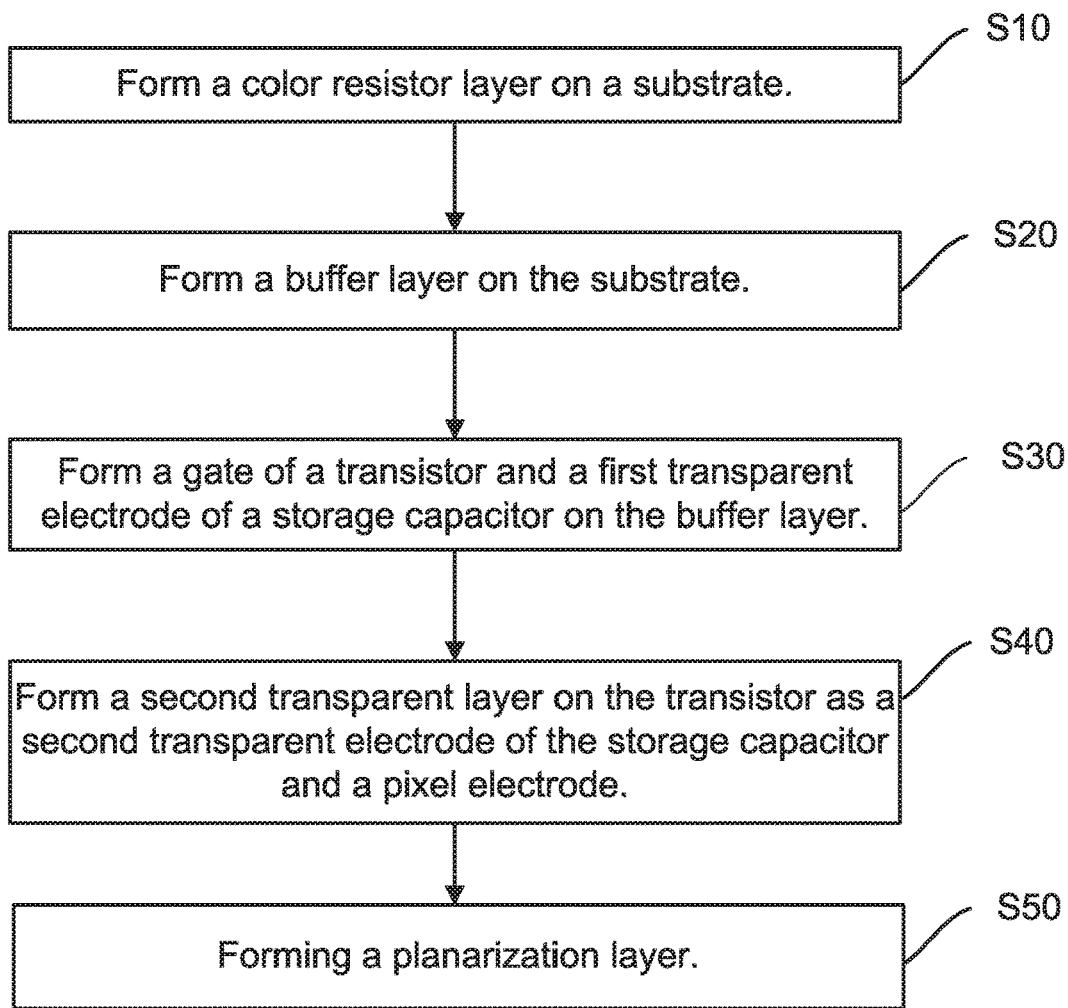 S10
Form a color resistor layer on a substrate.
S20
Form a buffer layer on the substrate.
S30
Form a gate of a transistor and a first transparent
electrode of a storage capacitor on the buffer layer.
S40
Form a second transparent layer on the transistor as a
second transparent electrode of the storage capacitor
and a pixel electrode.
S50
Forming a planarization layer.